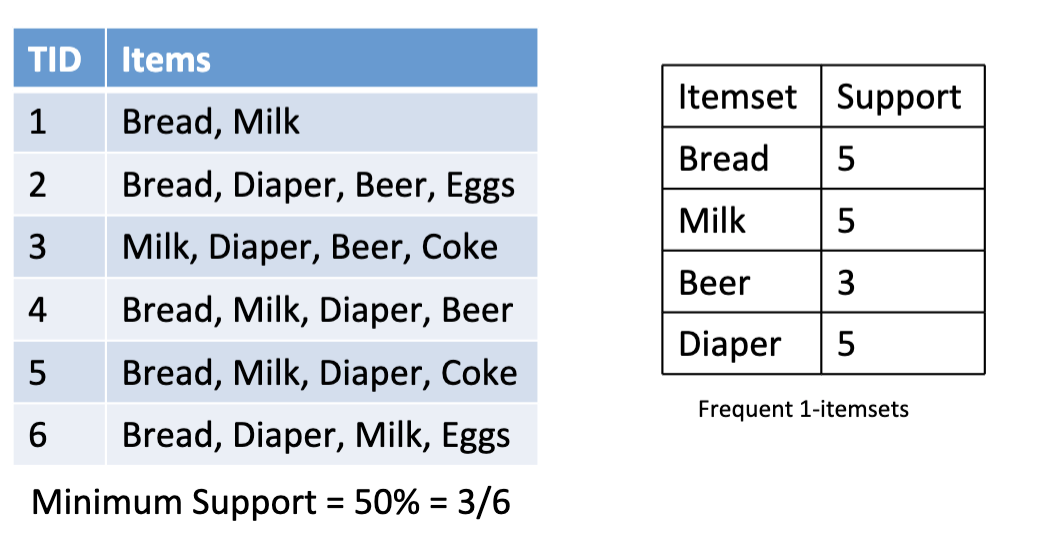 TID Items
1 Bread, Milk
2 Bread, Diaper, Beer, Eggs
3 Milk, Diaper, Beer, Coke
4 Bread, Milk, Diaper, Beer
5 Bread, Milk, Diaper, Coke
6 Bread, Diaper, Milk, Eggs
Minimum Support = 50% = 3/6
Itemset Support
Bread 5
Milk 5
Beer 3
Diaper 5
Frequent 1-itemsets